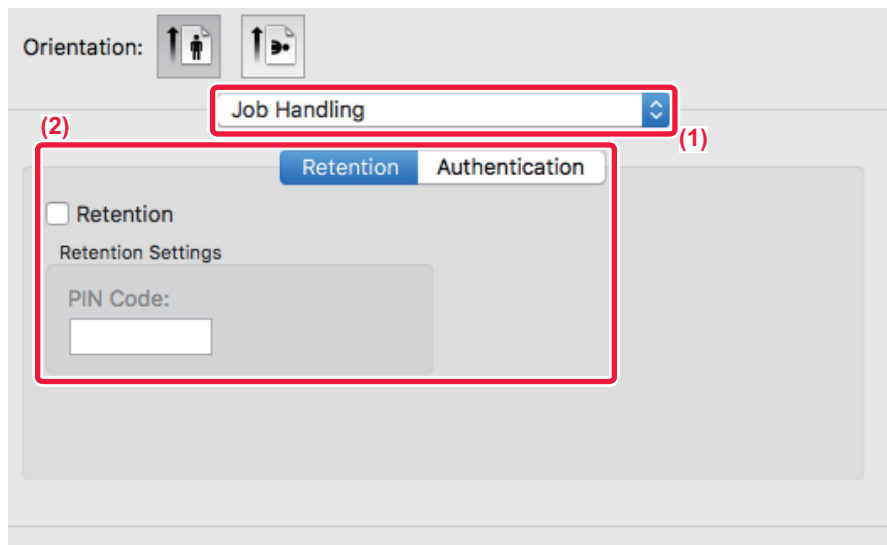 Orientation:
Job Handling
(1)
(2)
Retention Authentication
Retention
Retention Settings
PIN Code: